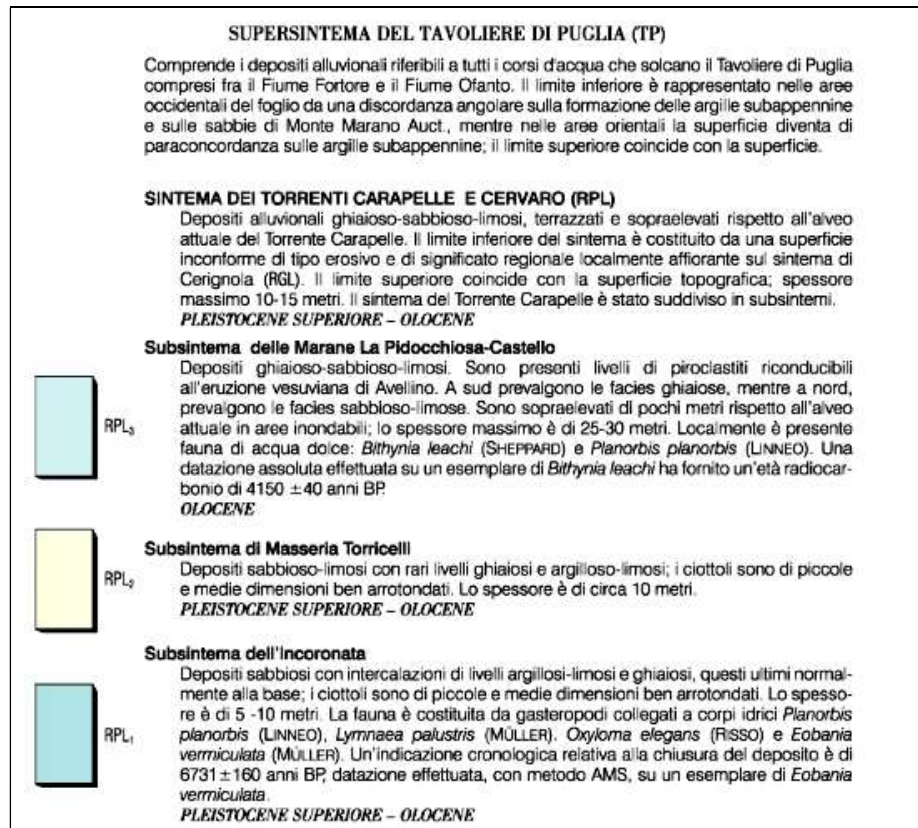 SUPERSINTEMA DEL TAVOLIERE DI PUGLIA (TP)
Comprende i depositi alluvionali riferibili a tutti i corsi d'acqua che solcano il Tavoliere di Puglia
compresi fra il Fiume Fortore e il Fiume Ofanto. Il limite inferiore è rappresentato nelle aree
occidentali del foglio da una discordanza angolare sulla formazione delle argille subappennine
e sulle sabbie di Monte Marano Auct., mentre nelle aree orientali la superficie diventa di
paraconcordanza sulle argille subappennine; il limite superiore coincide con la superficie.
SINTEMA DEI TORRENTI CARAPELLE E CERVARO (RPL)
Depositi alluvionali ghiaioso-sabbioso-limosi, terrazzati e sopraelevati rispetto all'alveo
attuale del Torrente Carapelle. Il limite inferiore del sintema è costituito da una superficie
inconforme di tipo erosivo e di significato regionale localmente affiorante sul sintema di
Cerignola (RGL). Il limite superiore coincide con la superficie topografica; spessore
massimo 10-15 metri. Il sintema del Torrente Carapelle è stato suddiviso in subsintemi.
PLEISTOCENE SUPERIORE – OLOCENE
Subsintema delle Marane La Pidocchiosa-Castello
Depositi ghiaioso-sabbioso-limosi. Sono presenti livelli di piroclastiti riconducibili
all'eruzione vesuviana di Avellino. A sud prevalgono le facies ghiaiose, mentre a nord,
prevalgono le facies sabbioso-limose. Sono sopraelevati di pochi metri rispetto all'alveo
attuale in aree inondabili; lo spessore massimo è di 25-30 metri. Localmente è presente
fauna di acqua dolce: Bithynia leachi (SHEPPARD) e Planorbis planorbis (LINNEO). Una
datazione assoluta effettuata su un esemplare di Bithynia leachi ha fornito un'età radiocar-
bonio di 4150 ±40 anni BP.
OLOCENE
RPL3
Subsintema di Masseria Torricelli
Depositi sabbioso-limosi con rari livelli ghiaiosi e argilloso-limosi; i ciottoli sono di piccole
e medie dimensioni ben arrotondati. Lo spessore è di circa 10 metri.
PLEISTOCENE SUPERIORE – OLOCENE
RPL2
Subsintema dell'Incoronata
Depositi sabbiosi con intercalazioni di livelli argillosi-limosi e ghiaiosi, questi ultimi normal-
mente alla base; i ciottoli sono di piccole e medie dimensioni ben arrotondati. Lo spesso-
re è di 5 -10 metri. La fauna è costituita da gasteropodi collegati a corpi idrici Planorbis
planorbis (LINNEO), Lymnaea palustris (MÜLLER). Oxyloma elegans (RISSO) e Eobania
vermiculata (MÜLLER). Un'indicazione cronologica relativa alla chiusura del deposito è di
6731±160 anni BP, datazione effettuata, con metodo AMS, su un esemplare di Eobania
vermiculata.
PLEISTOCENE SUPERIORE – OLOCENE
RPL1